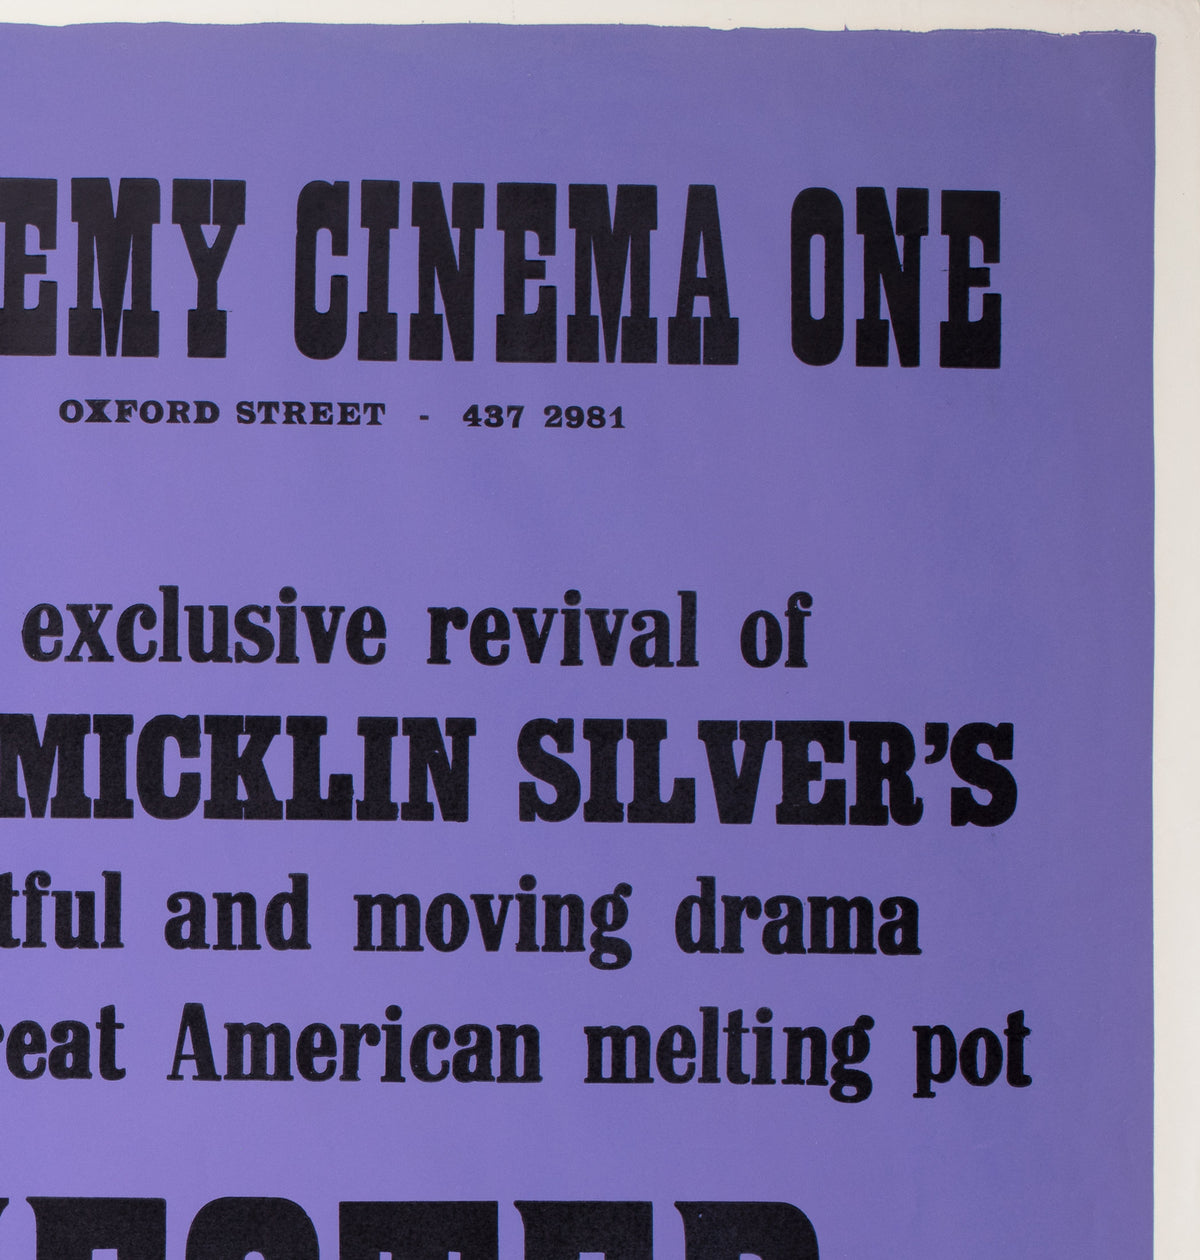 EMY CINEMA ONE
OXFORD STREET - 437 2981
exclusive revival of
MICKLIN SILVER'S
tful and moving drama
reat American melting pot
ESTER